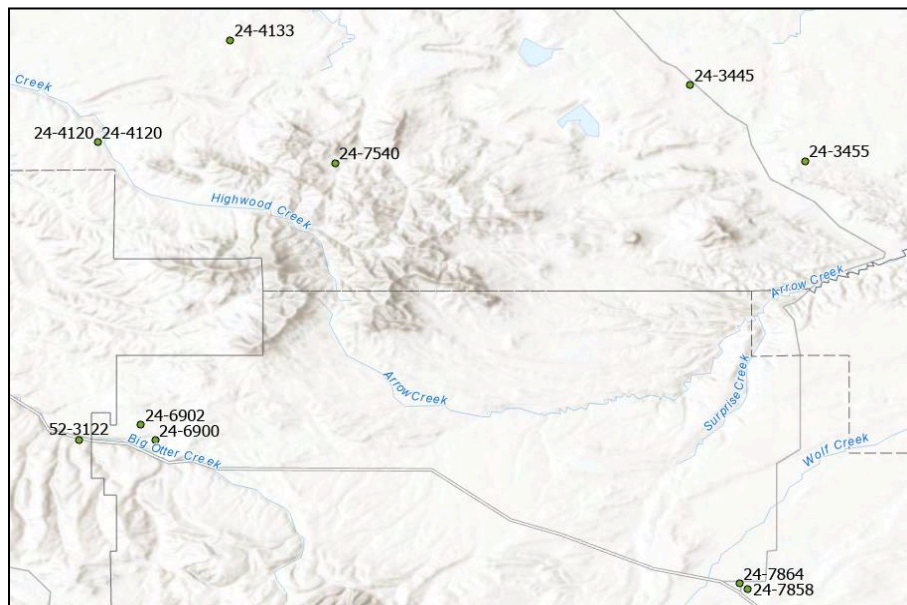 24-4133
24-3445
Creek
24-4120 24-4120
24-7540
24-3455
Highwood Creek
Arrow Creek
Arrow Creek
Surprise Creek
24-6902
52-3122
24-6900
Big Otter Creek
Wolf Creek
24-7864
24-7858